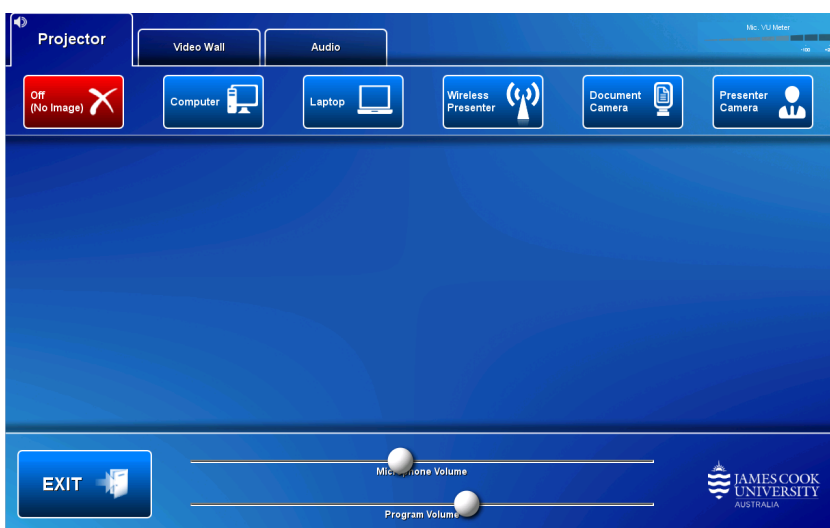 Mic. VU Meter
Projector
Video Wall
Audio
-100
Off
(No Image)
Computer
Laptop
Wireless
Presenter
Document
Camera
Presenter
Camera
EXIT
Microphone Volume
Program Volume
JAMES COOK
UNIVERSITY
AUSTRALIA